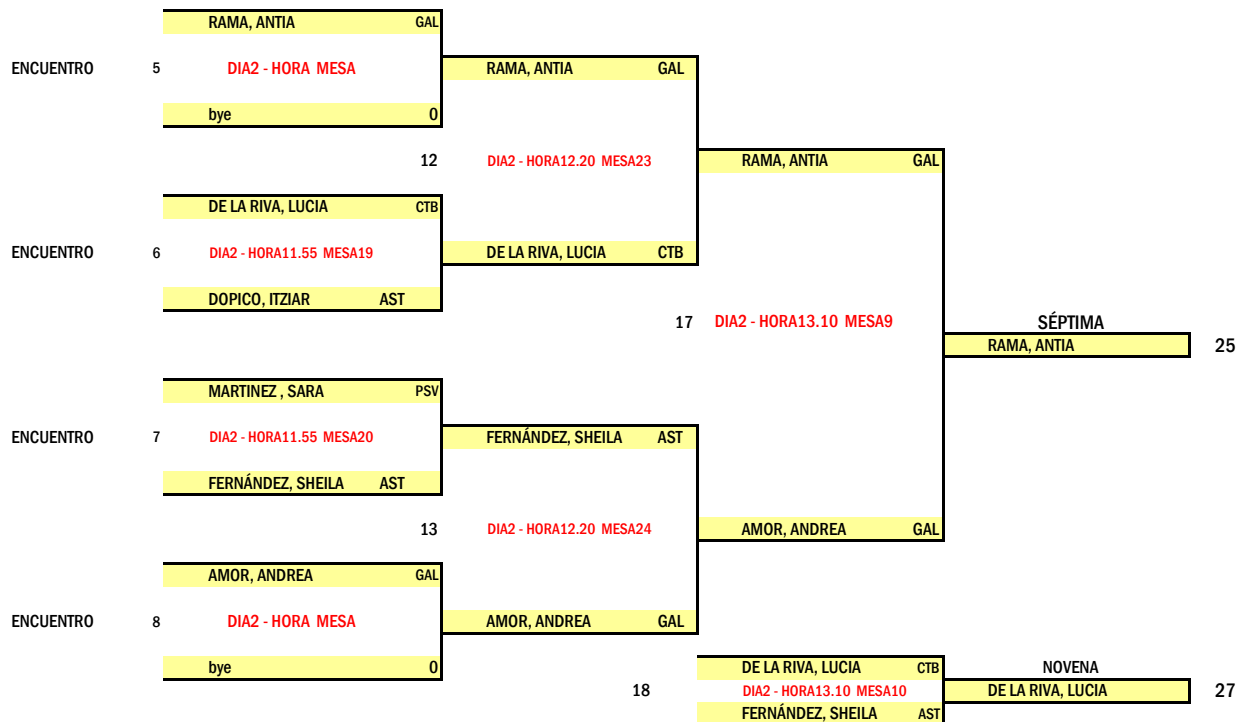 RAMA, ANTIA GAL
ENCUENTRO 5 DIA2 - HORA MESA RAMA, ANTIA GAL
bye 0
12 DIA2 - HORA12.20 MESA23 RAMA, ANTIA GAL
DE LA RIVA, LUCIA CTB
ENCUENTRO 6 DIA2 - HORA11.55 MESA19 DE LA RIVA, LUCIA CTB
DOPICO, ITZIAR AST
17 DIA2 - HORA13.10 MESA9 SÉPTIMA
RAMA, ANTIA 25
MARTINEZ , SARA PSV
ENCUENTRO 7 DIA2 - HORA11.55 MESA20 FERNÁNDEZ, SHEILA AST
FERNÁNDEZ, SHEILA AST
13 DIA2 - HORA12.20 MESA24 AMOR, ANDREA GAL
AMOR, ANDREA GAL
ENCUENTRO 8 DIA2 - HORA MESA AMOR, ANDREA GAL
bye 0 DE LA RIVA, LUCIA CTB NOVENA
18 DIA2 - HORA13.10 MESA10 DE LA RIVA, LUCIA 27
FERNÁNDEZ, SHEILA AST